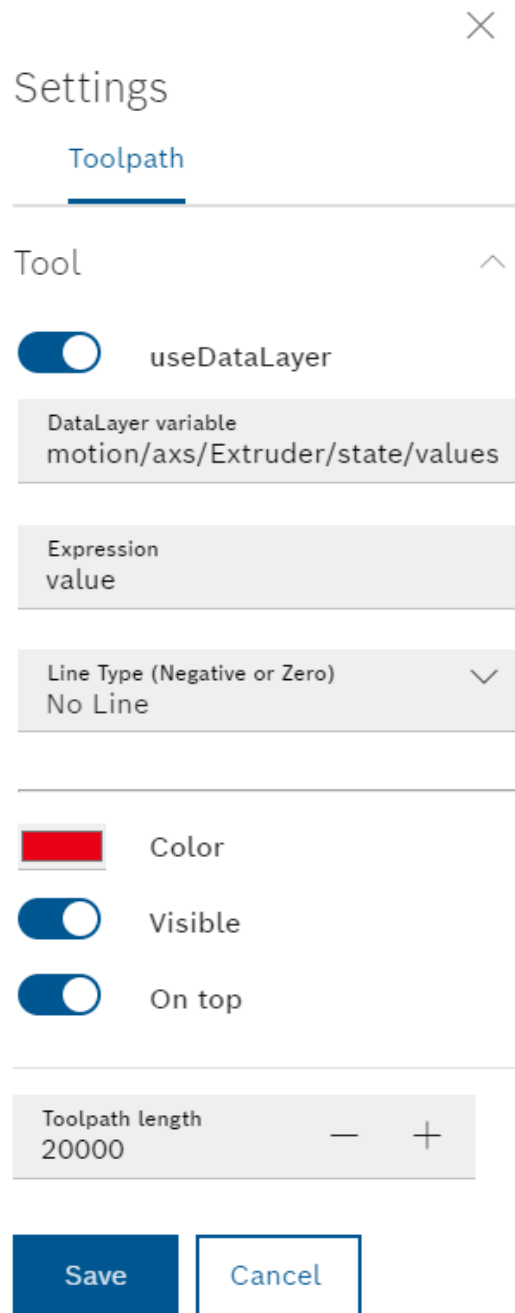 Settings
Toolpath
Tool
useDataLayer
DataLayer variable
motion/axs/Extruder/state/values
Expression
value
Line Type (Negative or Zero)
No Line
Color
Visible
On top
Toolpath length
20000
Save
Cancel